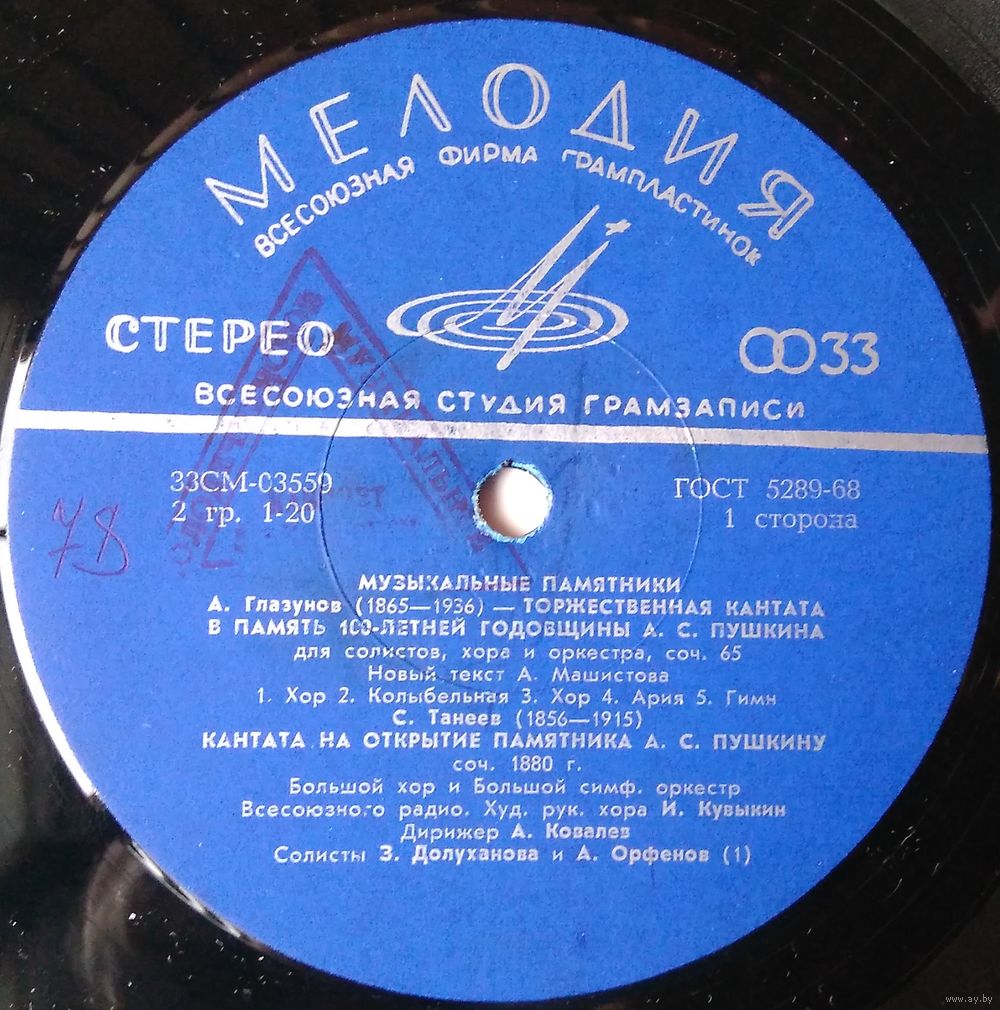 МЕЛОДИЯ
ВСЕСОЮЗНАЯ ФИРМА ГРАМПЛАСТИНОК
СТЕРЕО
33
ВСЕСОЮЗНАЯ СТУДИЯ ГРАМЗАПИСИ
33СМ-03559
ГОСТ 5289-68
2 гр. 1-20
1 сторона
78
МУЗЫКАЛЬНЫЕ ПАМЯТНИКИ
А. Глазунов (1865—1936) — ТОРЖЕСТВЕННАЯ КАНТАТА
В ПАМЯТЬ 100-ЛЕТНЕЙ ГОДОВЩИНЫ А. С. ПУШКИНА
для солистов, хора и оркестра, соч. 65
Новый текст А. Машистова
1. Хор 2. Колыбельная 3. Хор 4. Ария 5. Гимн
С. Танеев (1856—1915)
КАНТАТА НА ОТКРЫТИЕ ПАМЯТНИКА А. С. ПУШКИНУ
соч. 1880 г.
Большой хор и Большой симф. оркестр
Всесоюзного радио. Худ. рук. хора И. Кувыкин
Дирижер А. Ковалев
Солисты З. Долуханова и А. Орфенов (1)
www.ay.by